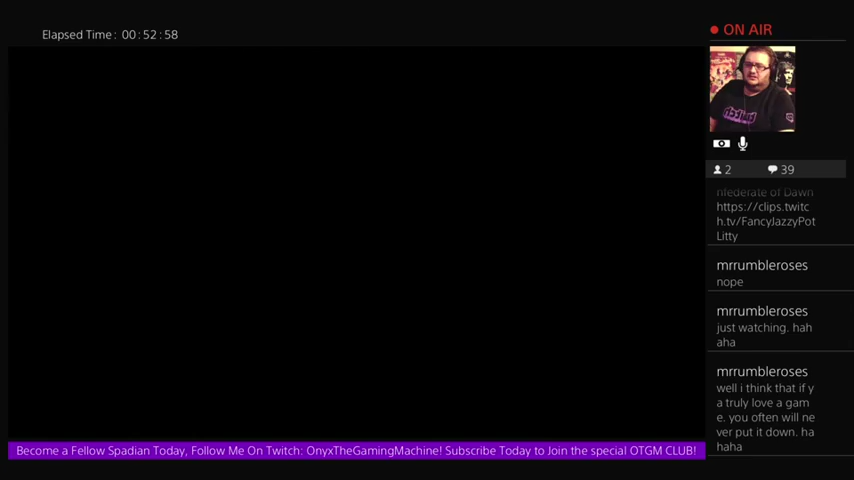 Elapsed Time: 00:52:58
ON AIR
2
39
nfederate of Dawn
https://clips.twitc
h.tv/FancyJazzyPot
Litty
mrrumbleroses
nope
mrrumbleroses
just watching. hah
aha
mrrumbleroses
well i think that if y
a truly love a gam
e. you often will ne
ver put it down. ha
haha
Become a Fellow Spadian Today, Follow Me On Twitch: OnyxTheGamingMachine! Subscribe Today to Join the special OTGM CLUB!